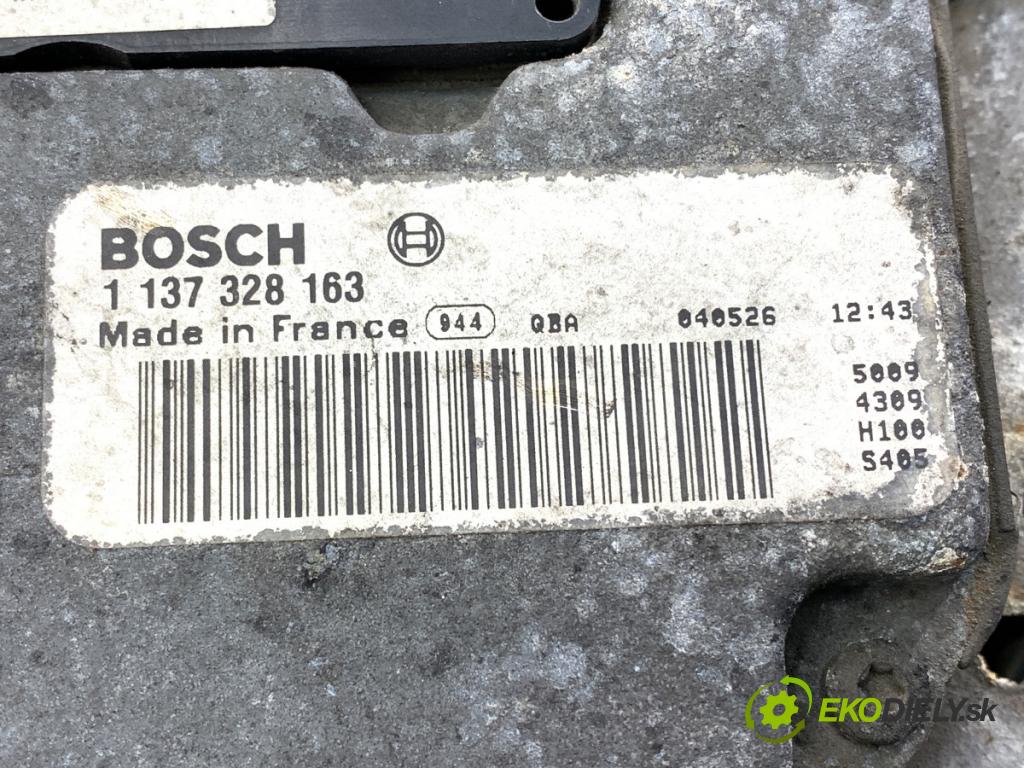 BOSCH
1 137 328 163
Made in France 944 QBA 040526 12:43
5009
4309
H100
S405
EKODIELY.sk